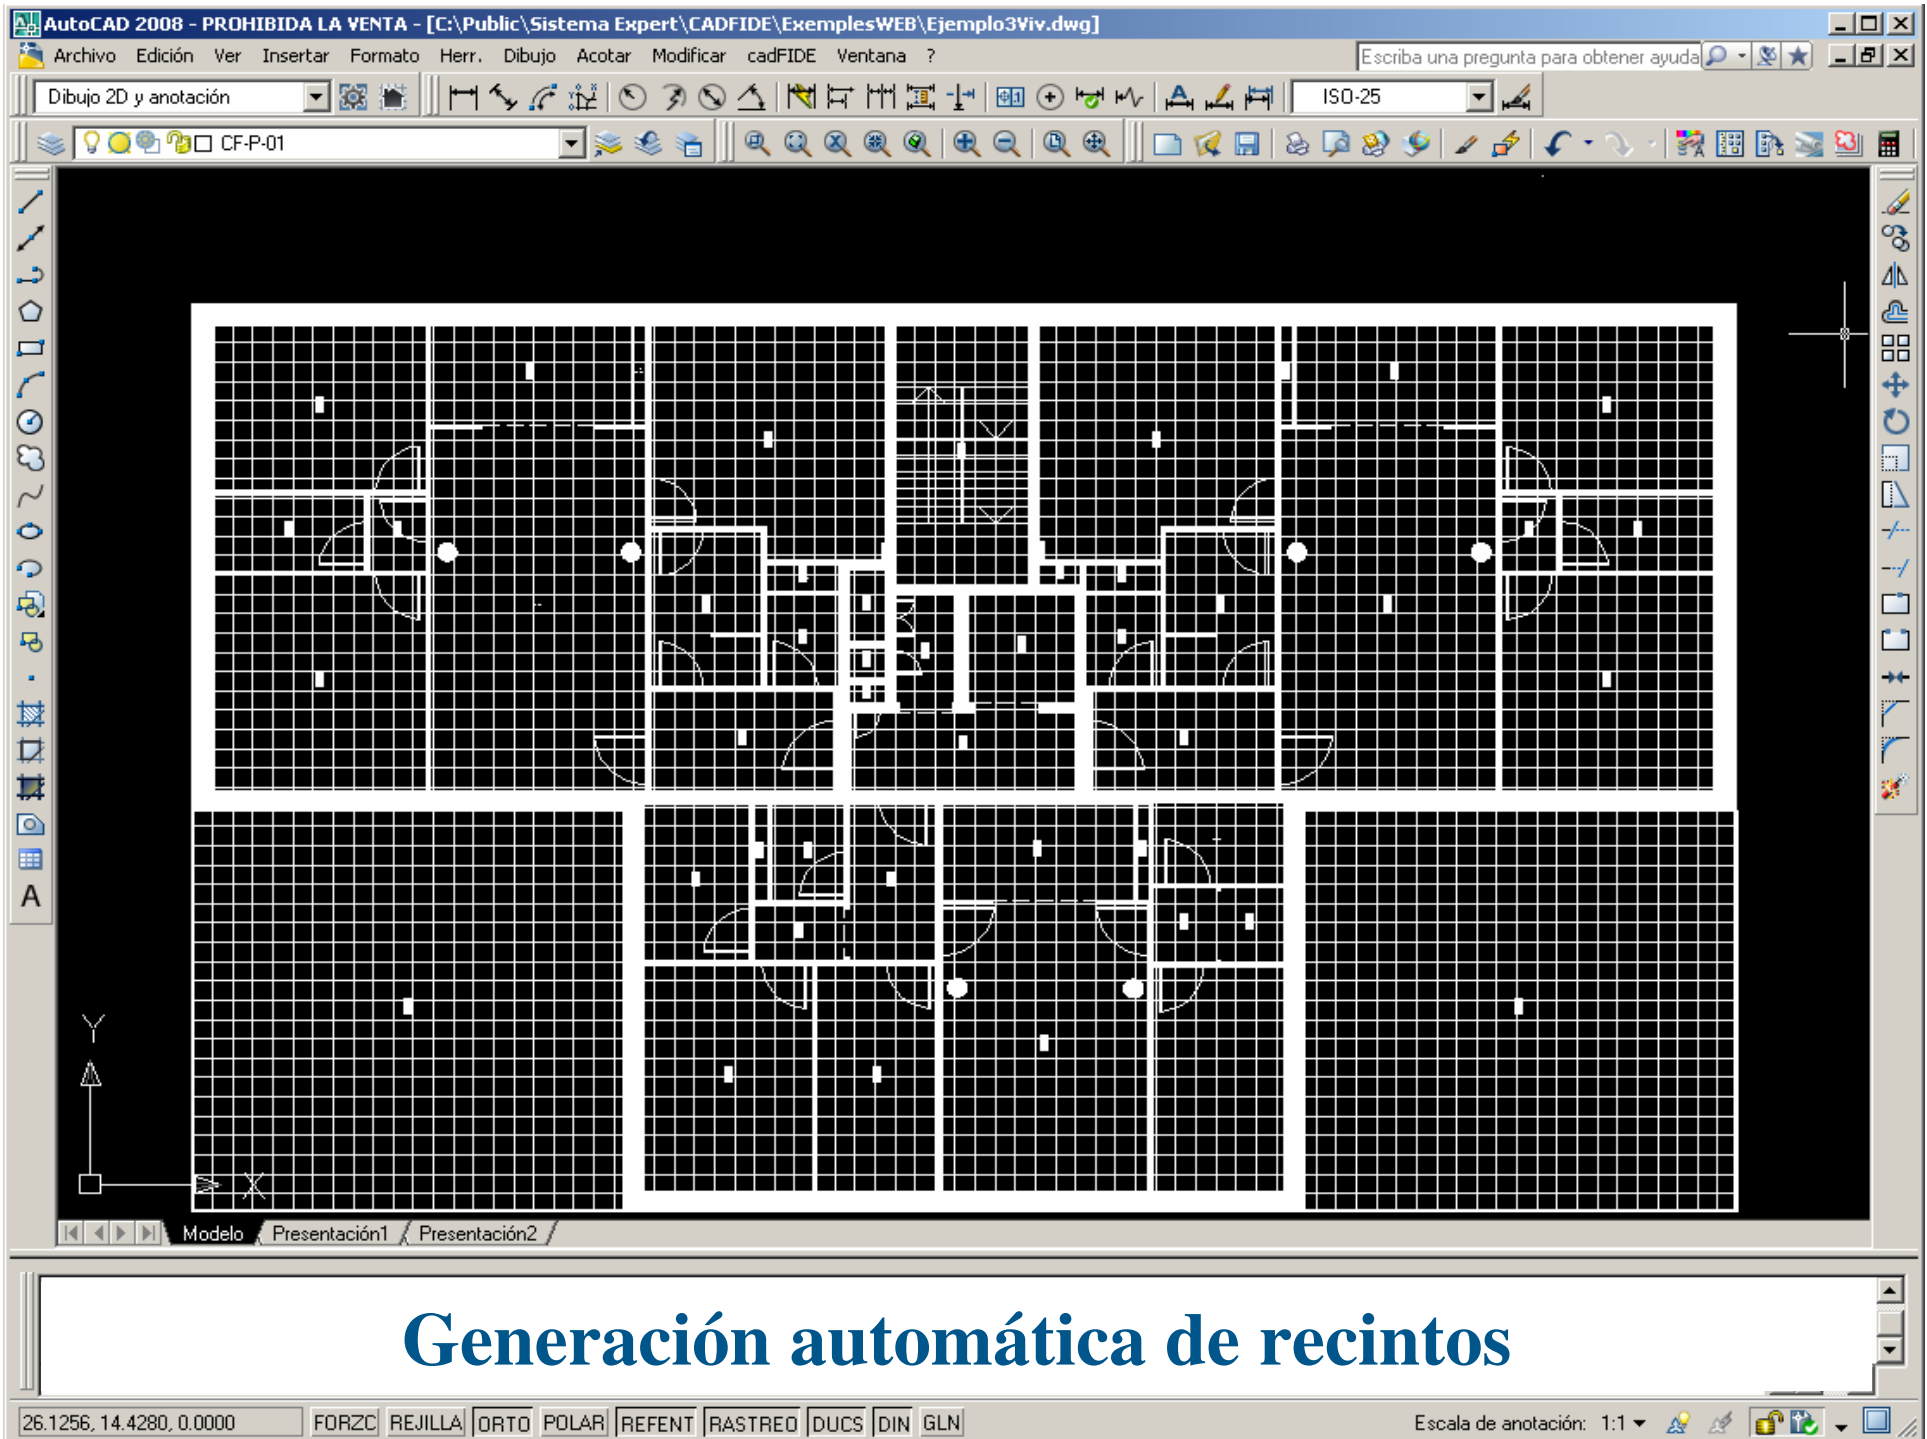 AutoCAD 2008 - PROHIBIDA LA VENTA - [C:\Public\Sistema Expert\CADFIDE\ExemplesWEB\Ejemplo3Viv.dwg]
Archivo Edición Ver Insertar Formato Herr. Dibujo Acotar Modificar cadFIDE Ventana ? Escriba una pregunta para obtener ayuda
Dibujo 2D y anotación ISO-25
CF-P-01
A
Y
X
Modelo Presentación1 Presentación2
Generación automática de recintos
26.1256, 14.4280, 0.0000 FORZC REJILLA ORTO POLAR REFENT RASTREO DUCS DIN GLN Escala de anotación: 1:1